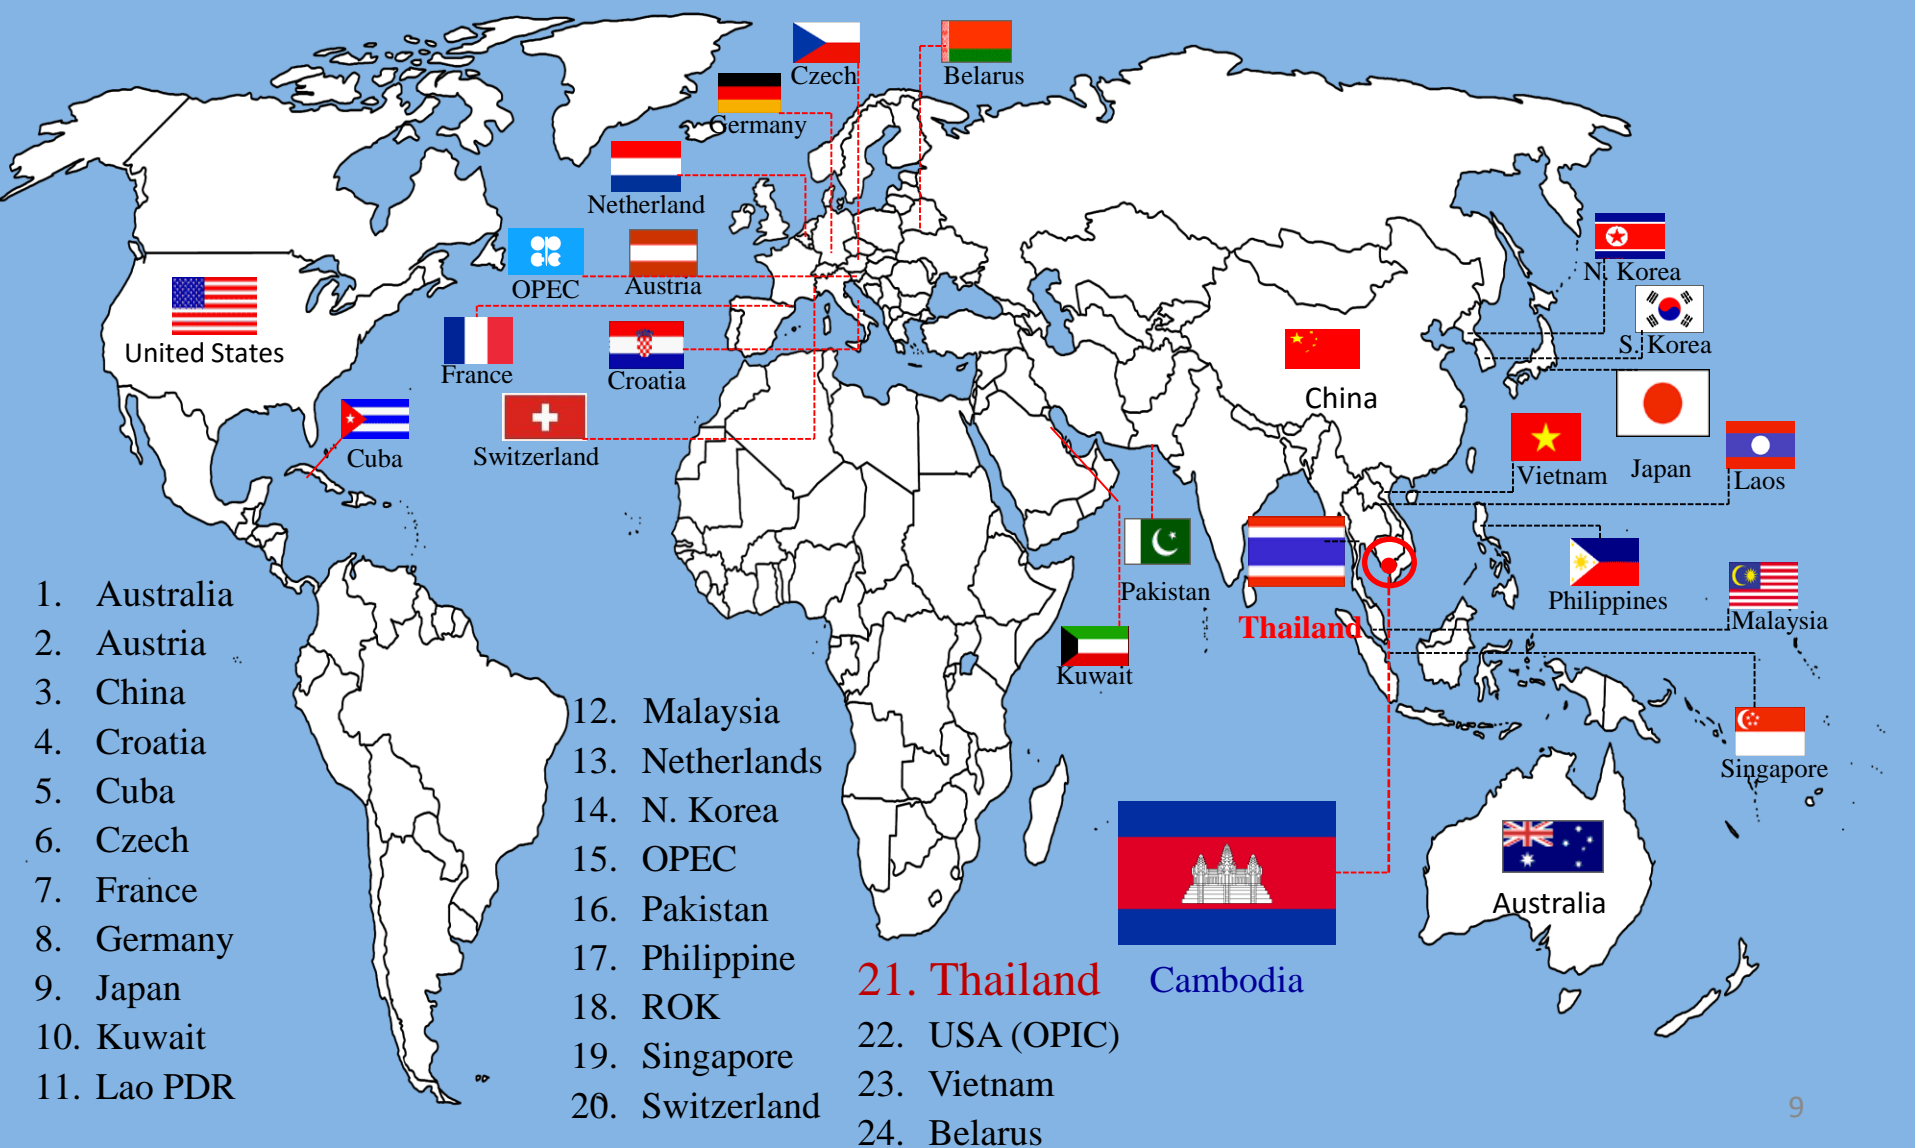 Czech
Belarus
Germany
Netherland
OPEC
Austria
N. Korea
United States
France
Croatia
S. Korea
China
Cuba
Switzerland
Vietnam
Japan
Laos
Pakistan
Thailand
Philippines
Malaysia
Kuwait
Singapore
Australia
Cambodia
1. Australia
2. Austria
3. China
4. Croatia
5. Cuba
6. Czech
7. France
8. Germany
9. Japan
10. Kuwait
11. Lao PDR
12. Malaysia
13. Netherlands
14. N. Korea
15. OPEC
16. Pakistan
17. Philippine
18. ROK
19. Singapore
20. Switzerland
21. Thailand
22. USA (OPIC)
23. Vietnam
24. Belarus
9